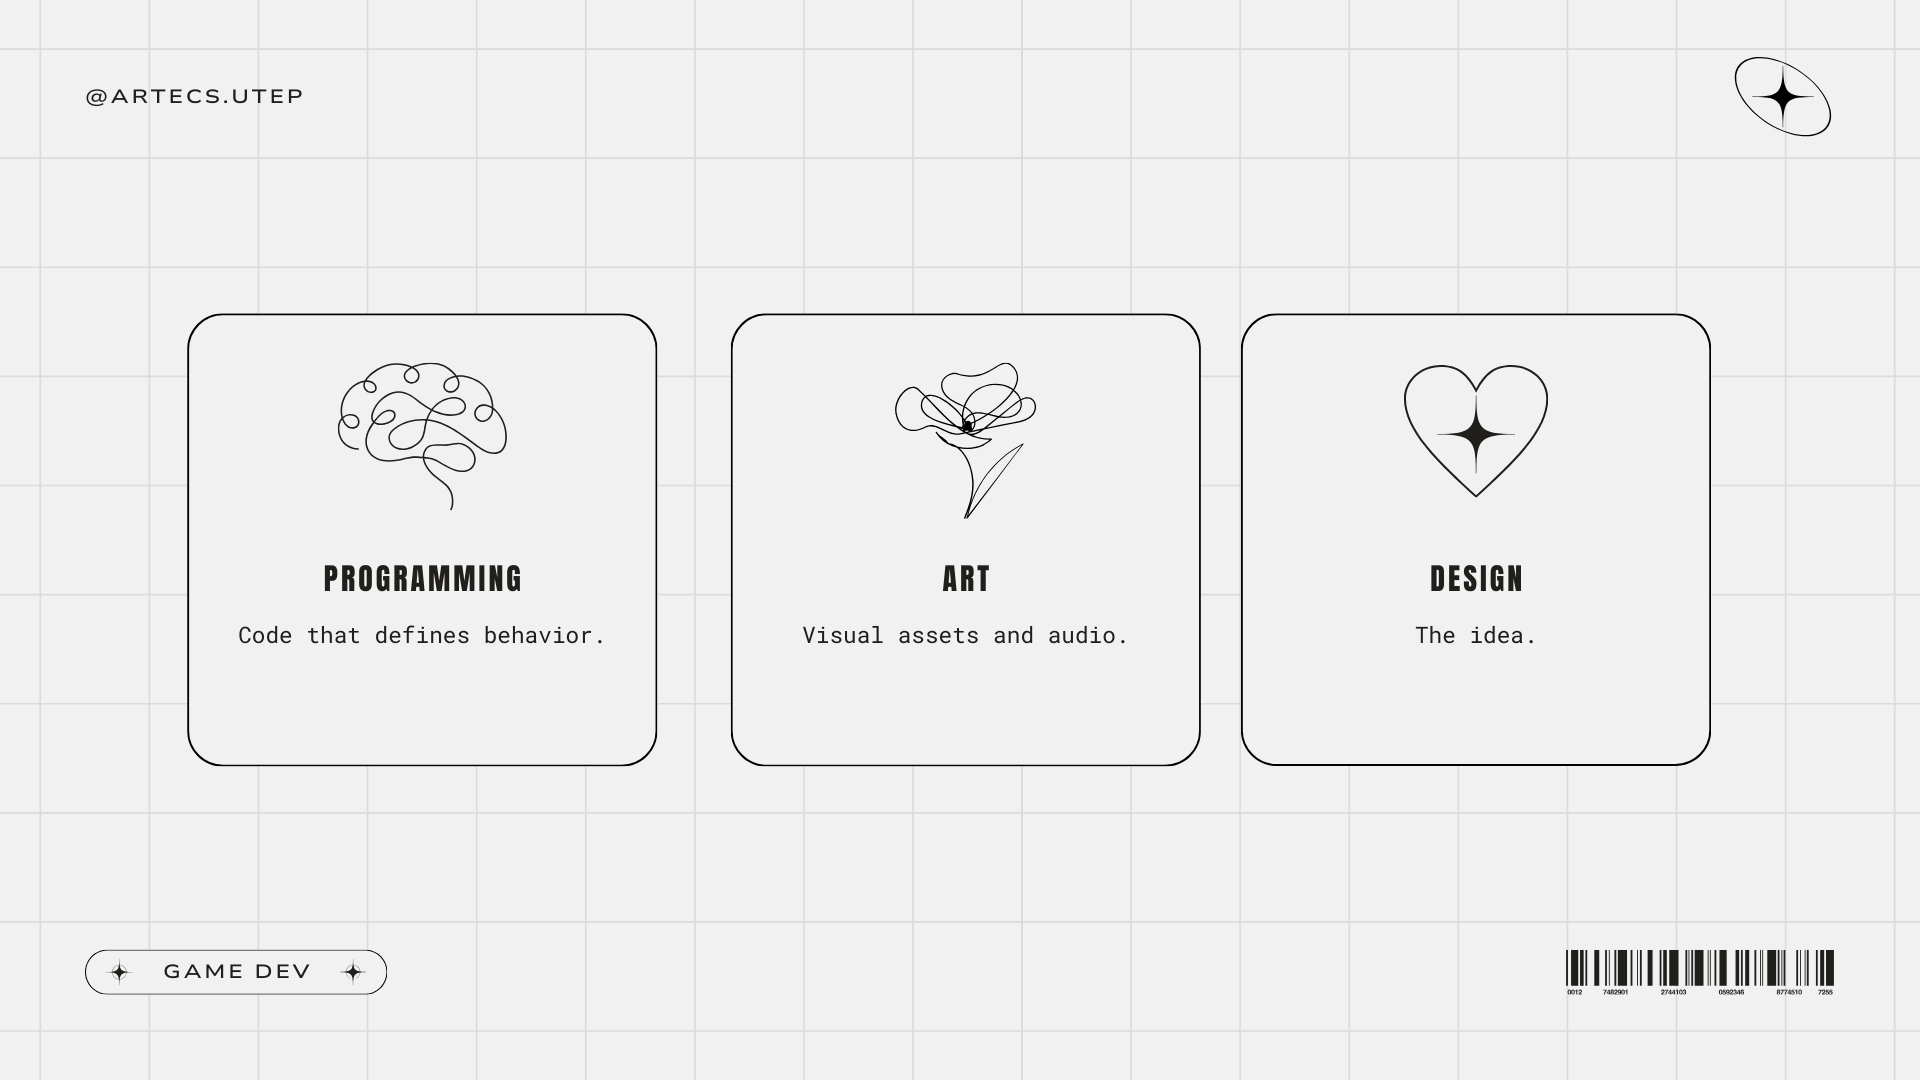 @ARTECS.UTEP
PROGRAMMING
Code that defines behavior.
ART
Visual assets and audio.
DESIGN
The idea.
GAME DEV
0012 7482901 2744103 0592346 8774510 7255